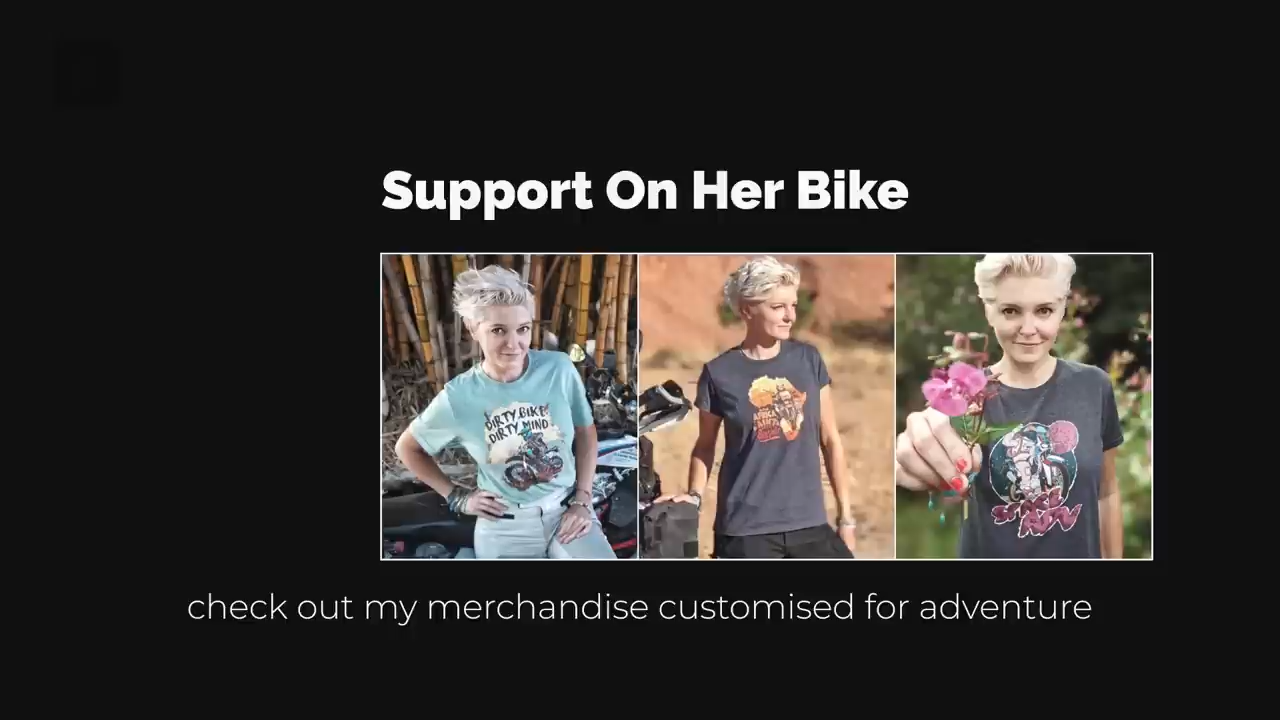 Support On Her Bike
DIRTY BIKE
DIRTY MIND
check out my merchandise customised for adventure